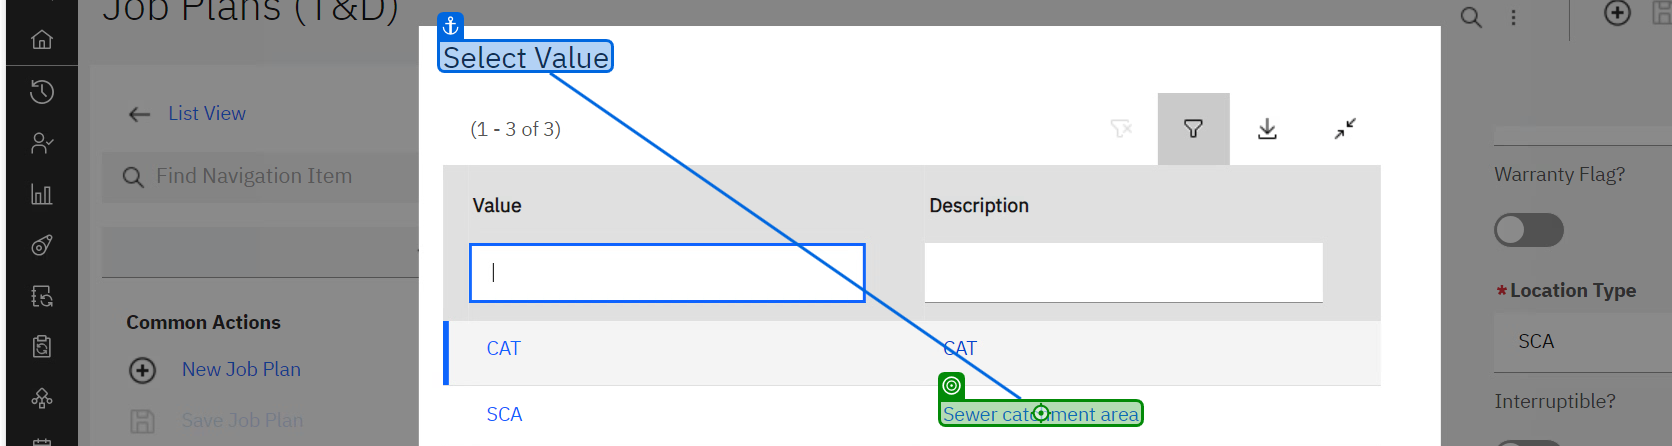 Job Plans (T&D)
Select Value
List View
(1 - 3 of 3)
Find Navigation Item
Warranty Flag?
Value Description
* Location Type
Common Actions
SCA
CAT CAT
New Job Plan
Interruptible?
SCA Sewer catchment area
Save Job Plan